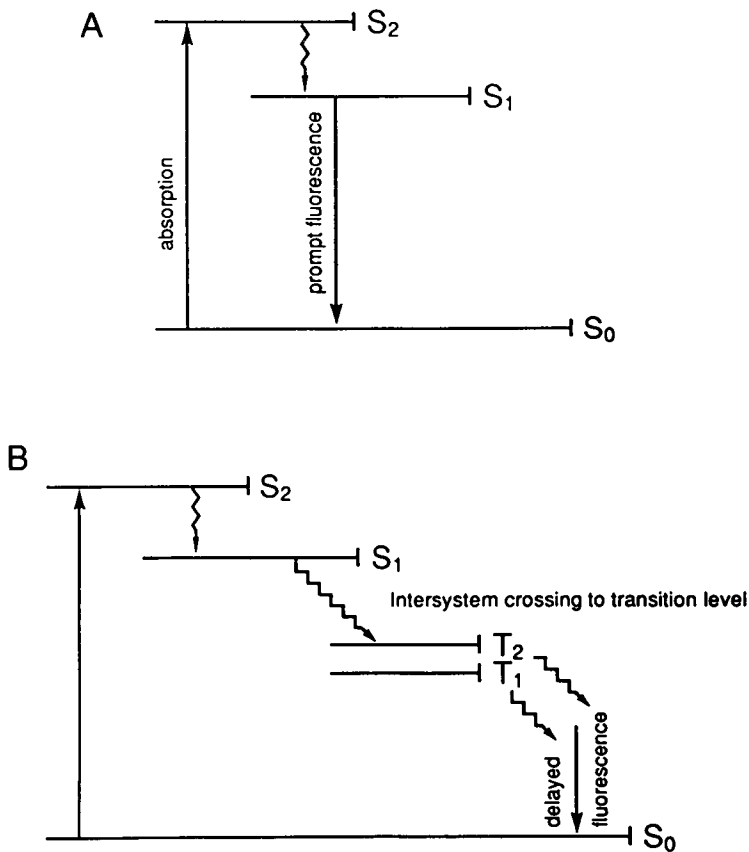 A
S₂
S₁
absorption
prompt fluorescence
S₀
B
S₂
S₁
Intersystem crossing to transition level
T₂
T₁
delayed
fluorescence
S₀